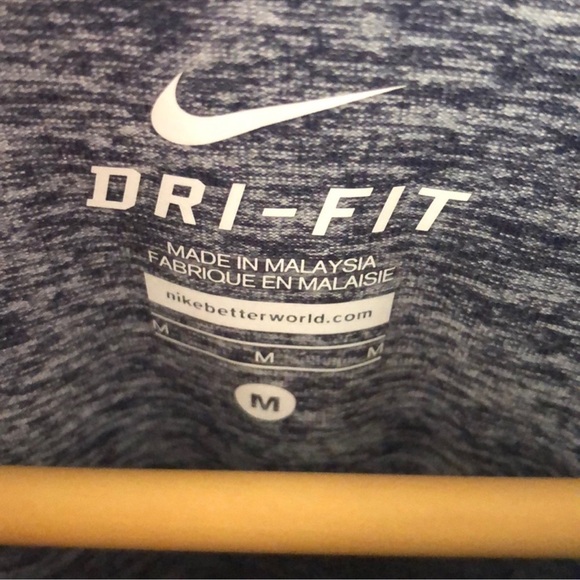 DRI-FIT
MADE IN MALAYSIA
FABRIQUE EN MALAISIE
nikebetterworld.com
M M M
M